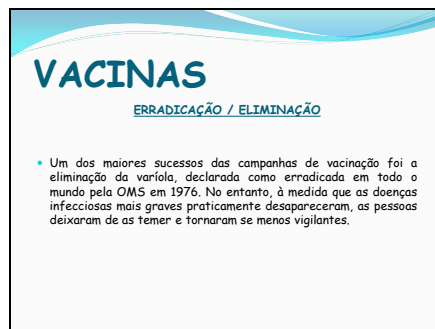 VACINAS
ERRADICAÇÃO / ELIMINAÇÃO
• Um dos maiores sucessos das campanhas de vacinação foi a
eliminação da varíola, declarada como erradicada em todo o
mundo pela OMS em 1976. No entanto, à medida que as doenças
infecciosas mais graves praticamente desapareceram, as pessoas
deixaram de as temer e tornaram se menos vigilantes.